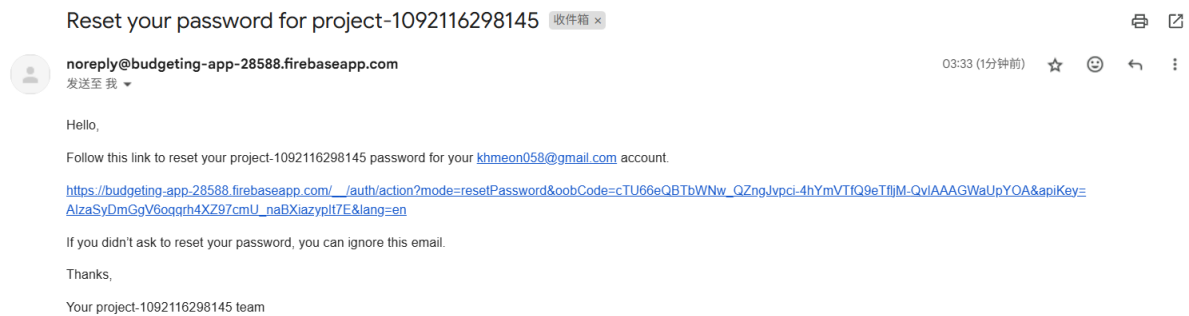 Reset your password for project-1092116298145 收件箱 ×
noreply@budgeting-app-28588.firebaseapp.com
03:33 (1分钟前)
发送至 我
Hello,
Follow this link to reset your project-1092116298145 password for your khmeon058@gmail.com account.
https://budgeting-app-28588.firebaseapp.com/__/auth/action?mode=resetPassword&oobCode=cTU66eQBTbWNw_QZngJvpci-4hYmVTfQ9eTfljM-QvlAAAGWaUpYOA&apiKey=
AIzaSyDmGgV6oqqrh4XZ97cmU_naBXiazypIt7E&lang=en
If you didn’t ask to reset your password, you can ignore this email.
Thanks,
Your project-1092116298145 team